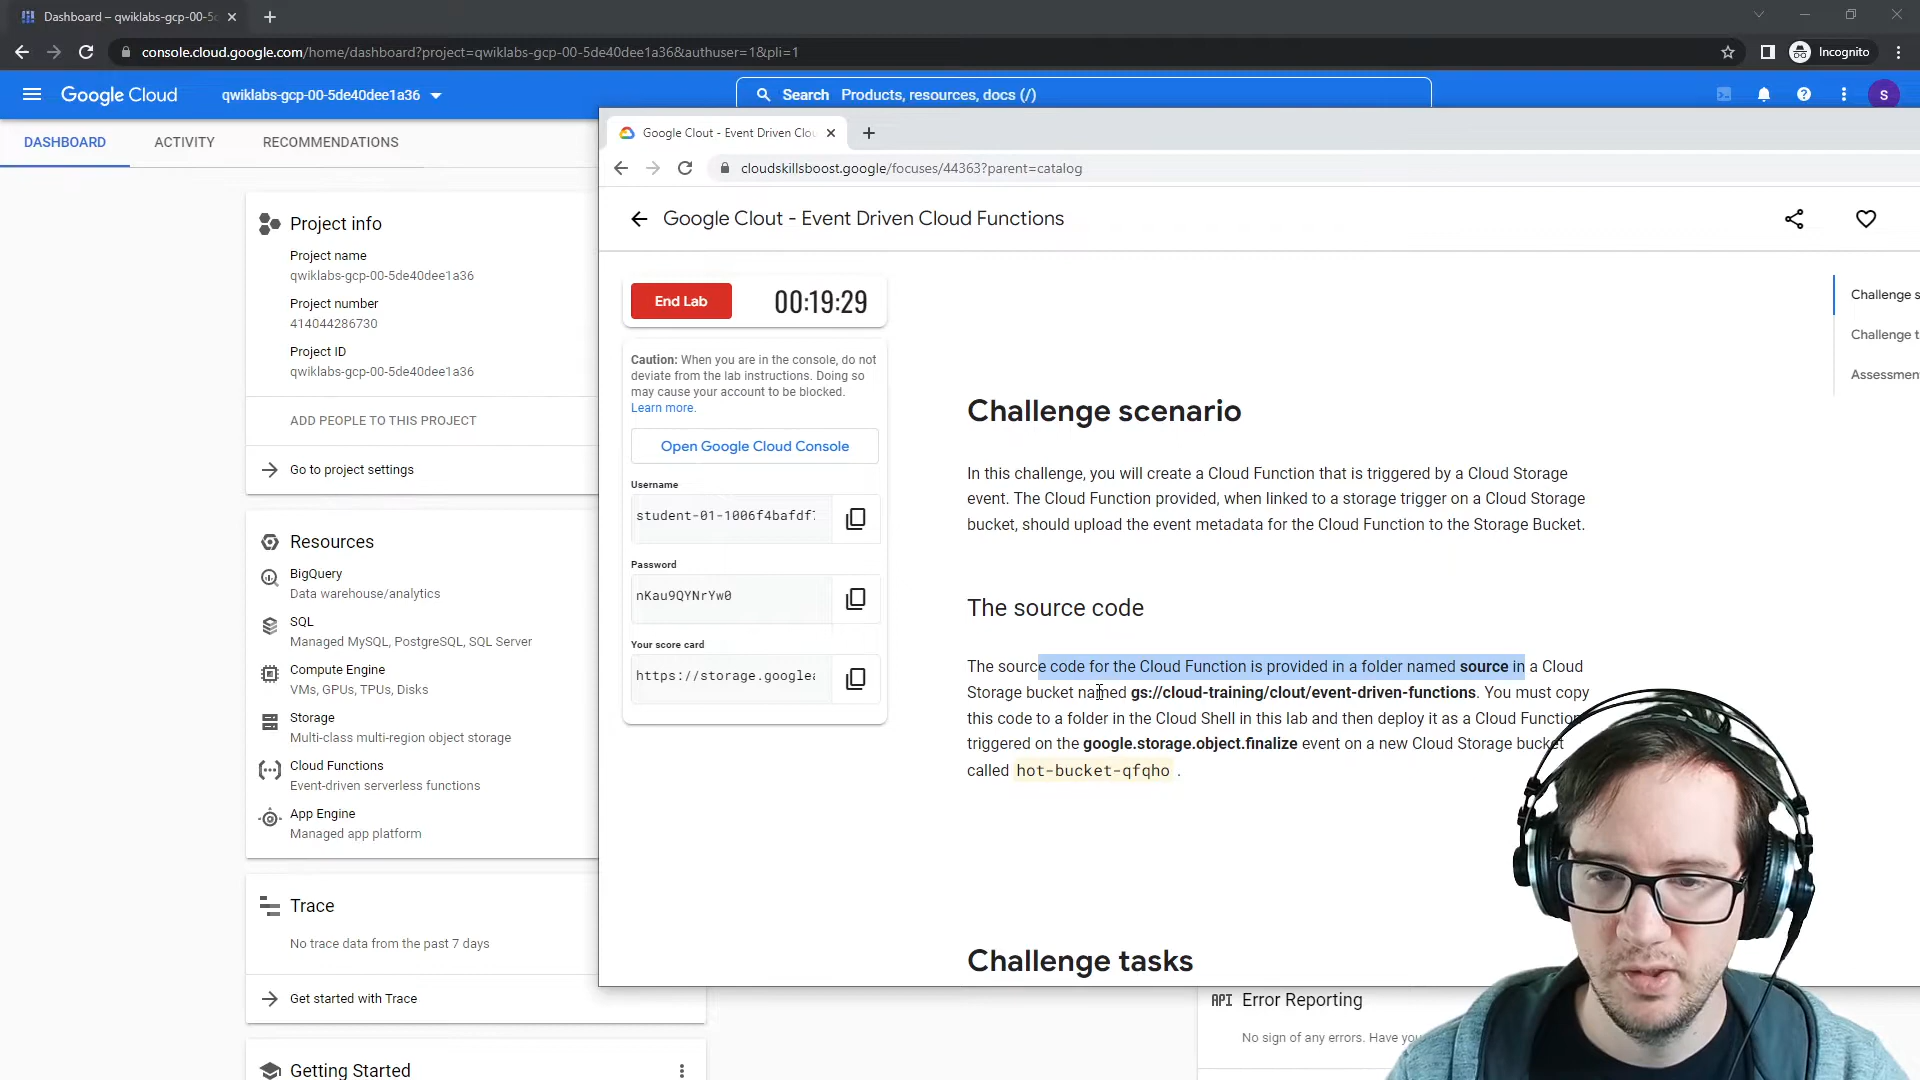 Dashboard – qwiklabs-gcp-00-5c
console.cloud.google.com/home/dashboard?project=qwiklabs-gcp-00-5de40dee1a36&authuser=1&pli=1
Incognito
Google Cloud
qwiklabs-gcp-00-5de40dee1a36
Search Products, resources, docs (/)
S
DASHBOARD
ACTIVITY
RECOMMENDATIONS
Project info
Project name
qwiklabs-gcp-00-5de40dee1a36
Project number
414044286730
Project ID
qwiklabs-gcp-00-5de40dee1a36
ADD PEOPLE TO THIS PROJECT
Go to project settings
Resources
BigQuery
Data warehouse/analytics
SQL
Managed MySQL, PostgreSQL, SQL Server
Compute Engine
VMs, GPUs, TPUs, Disks
Storage
Multi-class multi-region object storage
Cloud Functions
Event-driven serverless functions
App Engine
Managed app platform
Trace
No trace data from the past 7 days
Get started with Trace
Getting Started
Google Clout - Event Driven Clou
cloudskillsboost.google/focuses/44363?parent=catalog
Google Clout - Event Driven Cloud Functions
End Lab
00:19:29
Caution: When you are in the console, do not
deviate from the lab instructions. Doing so
may cause your account to be blocked.
Learn more.
Open Google Cloud Console
Username
student-01-1006f4bafdf
Password
nKau9QYNrYw0
Your score card
https://storage.googlea
Challenge scenario
In this challenge, you will create a Cloud Function that is triggered by a Cloud Storage
event. The Cloud Function provided, when linked to a storage trigger on a Cloud Storage
bucket, should upload the event metadata for the Cloud Function to the Storage Bucket.
The source code
The source code for the Cloud Function is provided in a folder named source in a Cloud
Storage bucket named gs://cloud-training/clout/event-driven-functions. You must copy
this code to a folder in the Cloud Shell in this lab and then deploy it as a Cloud Function
triggered on the google.storage.object.finalize event on a new Cloud Storage bucket
called hot-bucket-qfqho .
Challenge tasks
Challenge s
Challenge t
Assessmen
API Error Reporting
No sign of any errors. Have you